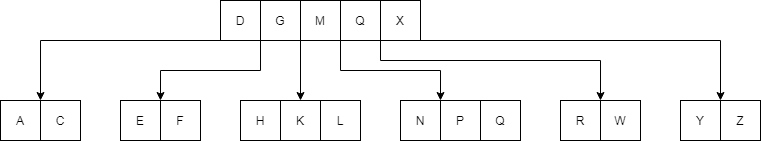 D G M Q X
A C E F H K L N P Q R W Y Z